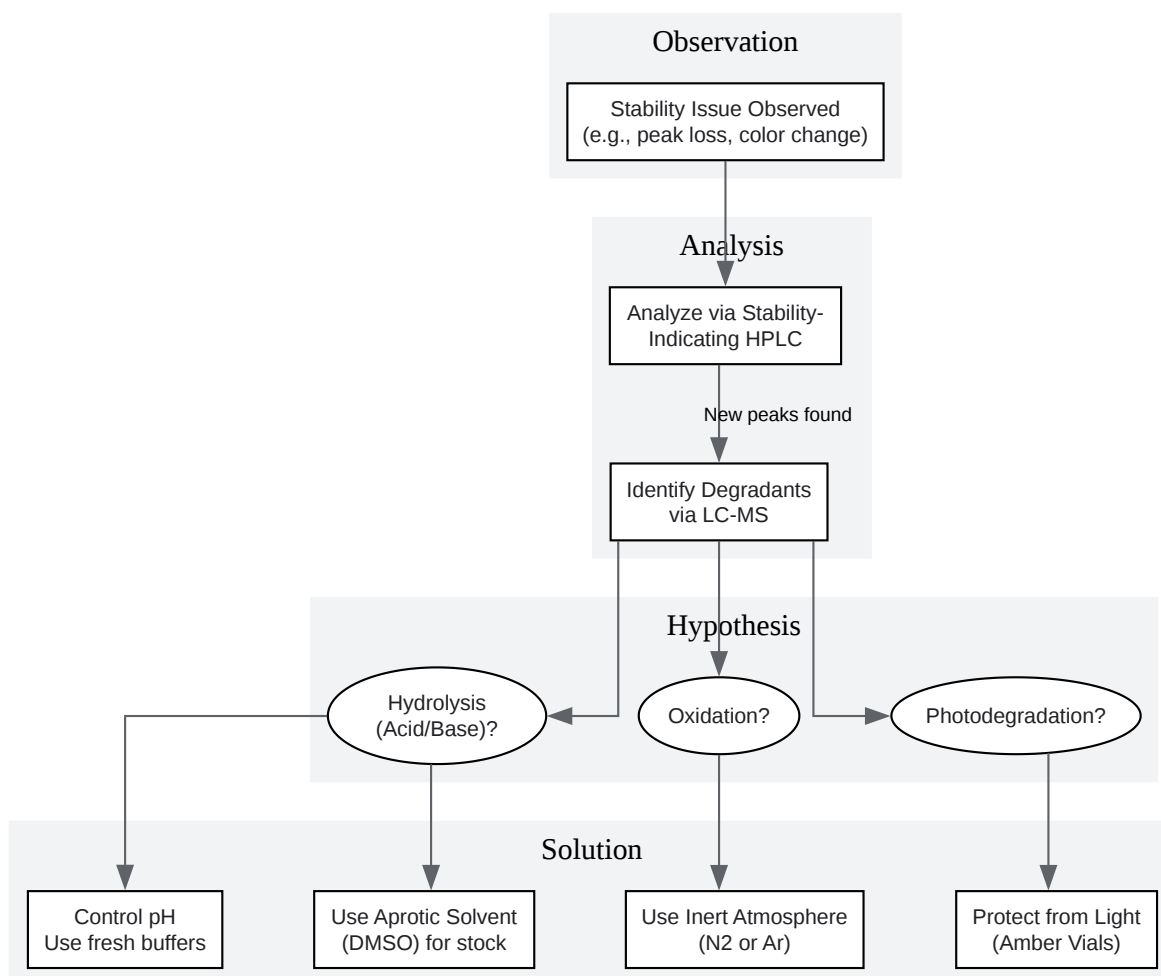 Observation
Stability Issue Observed
(e.g., peak loss, color change)
Analysis
Analyze via Stability-
Indicating HPLC
New peaks found
Identify Degradants
via LC-MS
Hypothesis
Hydrolysis
(Acid/Base)?
Oxidation?
Photodegradation?
Solution
Control pH
Use fresh buffers
Use Aprotic Solvent
(DMSO) for stock
Use Inert Atmosphere
(N2 or Ar)
Protect from Light
(Amber Vials)